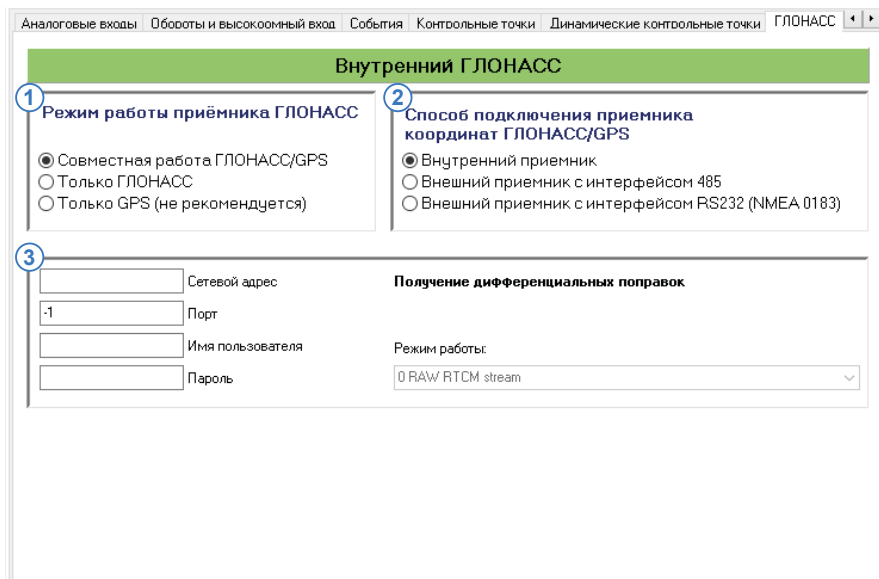 Аналоговые входы Обороты и высокоомный вход События Контрольные точки Динамические контрольные точки ГЛОНАСС
Внутренний ГЛОНАСС
1
Режим работы приёмника ГЛОНАСС
Совместная работа ГЛОНАСС/GPS
Только ГЛОНАСС
Только GPS (не рекомендуется)
2
Способ подключения приемника
координат ГЛОНАСС/GPS
Внутренний приемник
Внешний приемник с интерфейсом 485
Внешний приемник с интерфейсом RS232 (NMEA 0183)
3
Сетевой адрес
-1 Порт
Имя пользователя
Пароль
Получение дифференциальных поправок
Режим работы:
0 RAW RTCM stream